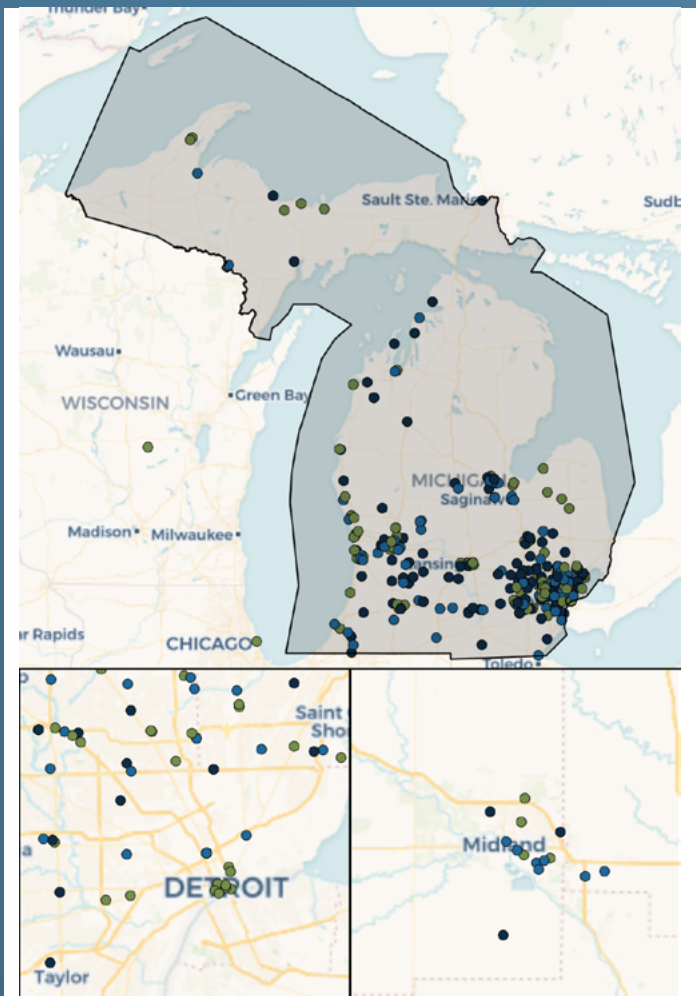 Thunder Bay
Sault Ste. Marie
Sudb
Wausau
Green Bay
WISCONSIN
MICHIGAN
Saginaw
Madison
Milwaukee
Lansing
ar Rapids
CHICAGO
Toledo
Saint
Sho
a
Midland
DETROIT
Taylor